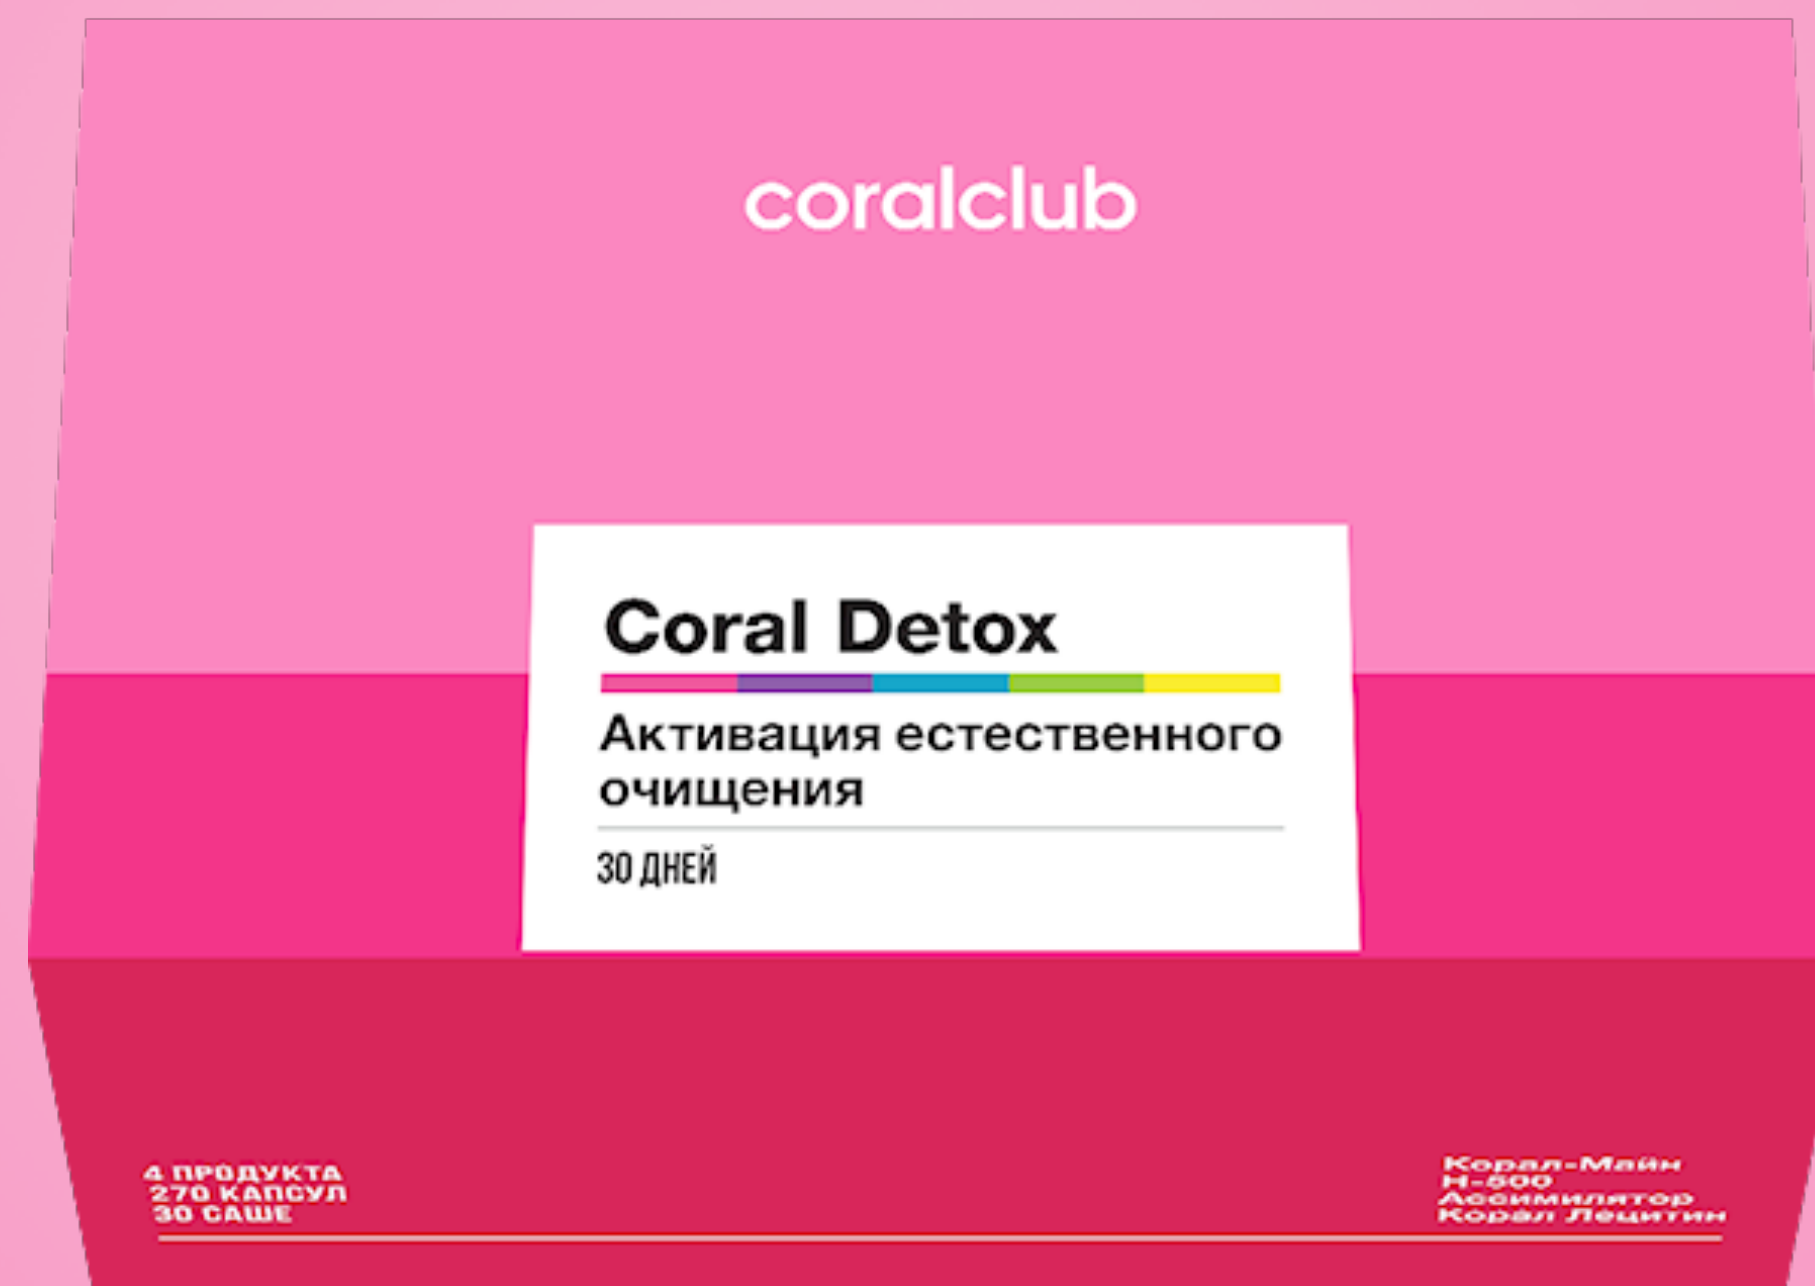 coralclub
Coral Detox
Активация естественного
очищения
30 ДНЕЙ
4 ПРОДУКТА
270 КАПСУЛ
30 САШЕ
Корал-Майн
H-500
Ассимилятор
Корал Лецитин